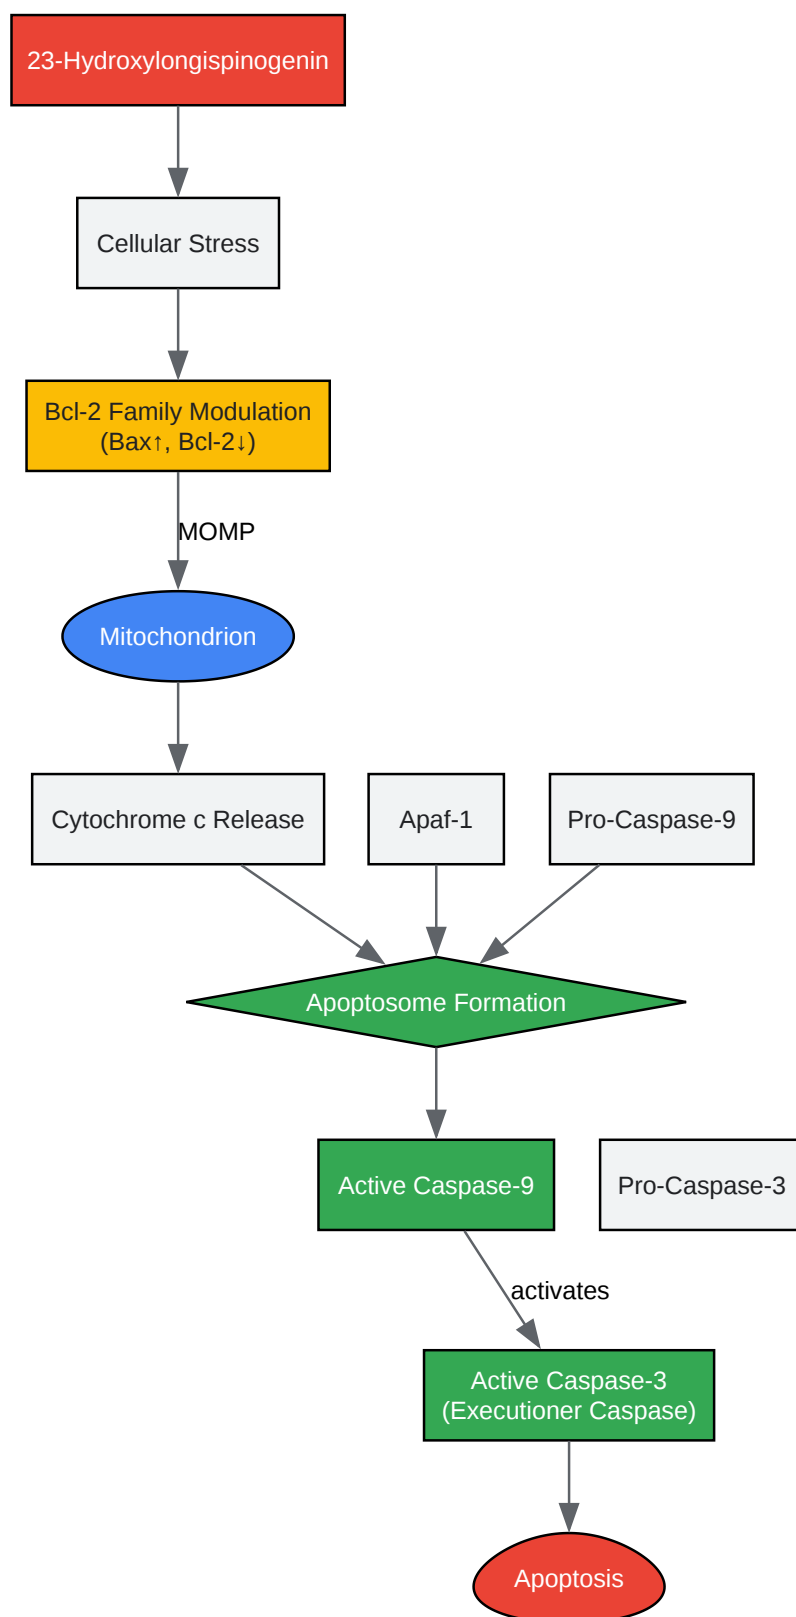 23-Hydroxylongispinogenin
Cellular Stress
Bcl-2 Family Modulation
(Bax↑, Bcl-2↓)
MOMP
Mitochondrion
Cytochrome c Release
Apaf-1
Pro-Caspase-9
Apoptosome Formation
Active Caspase-9
Pro-Caspase-3
activates
Active Caspase-3
(Executioner Caspase)
Apoptosis